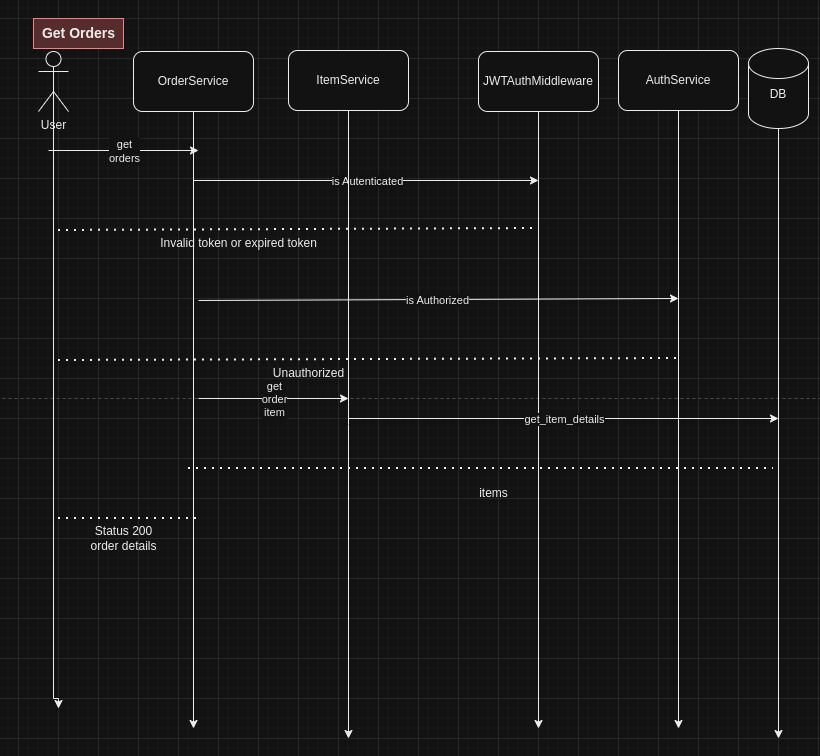 Get Orders
OrderService
ItemService
JWTAuthMiddleware
AuthService
DB
User
get
orders
is Autenticated
Invalid token or expired token
is Authorized
Unauthorized
get
order
item
get_item_details
items
Status 200
order details